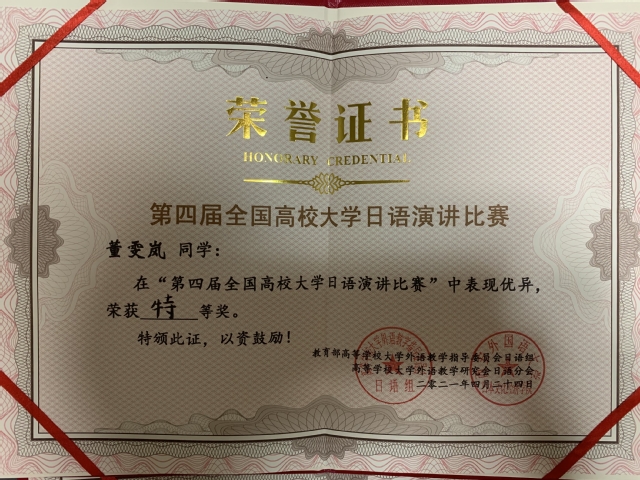 荣誉证书
HONORARY CREDENTIAL
第四届全国高校大学日语演讲比赛
董雯岚 同学：
在“第四届全国高校大学日语演讲比赛”中表现优异，
荣获 特 等奖。
特颁此证，以资鼓励！
教育部高等学校大学外语教学指导委员会日语组
高等学校大学外语教学研究会日语分会
二零二一年四月二十四日
日语组